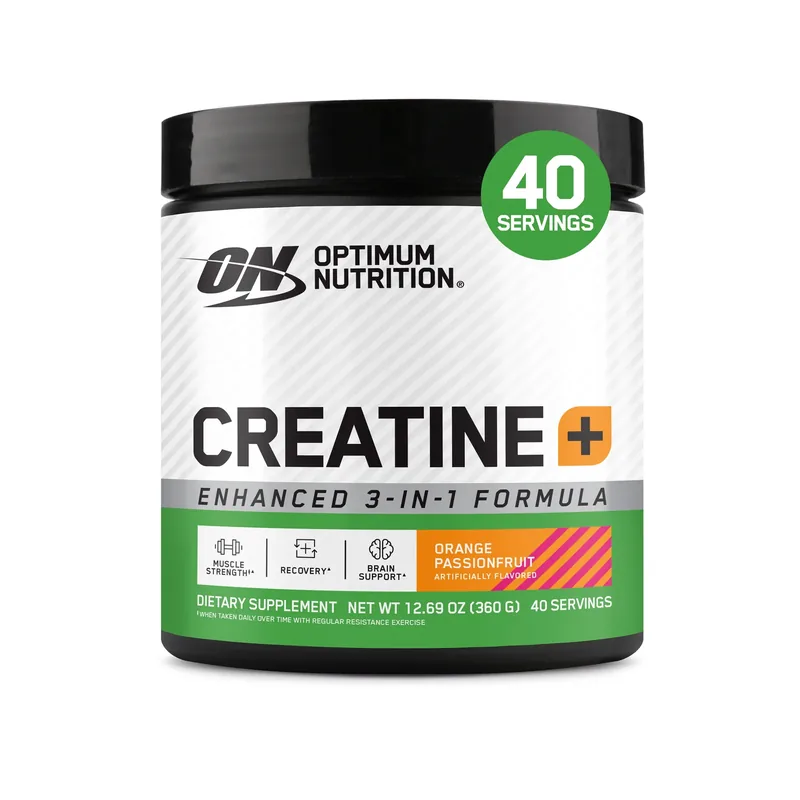 40
SERVINGS
ON OPTIMUM
NUTRITION®
CREATINE +
ENHANCED 3-IN-1 FORMULA
MUSCLE
STRENGTH‡▲
RECOVERY▲
BRAIN
SUPPORT▲
ORANGE
PASSIONFRUIT
ARTIFICIALLY FLAVORED
DIETARY SUPPLEMENT NET WT 12.69 OZ (360 G) 40 SERVINGS
‡WHEN TAKEN DAILY OVER TIME WITH REGULAR RESISTANCE EXERCISE